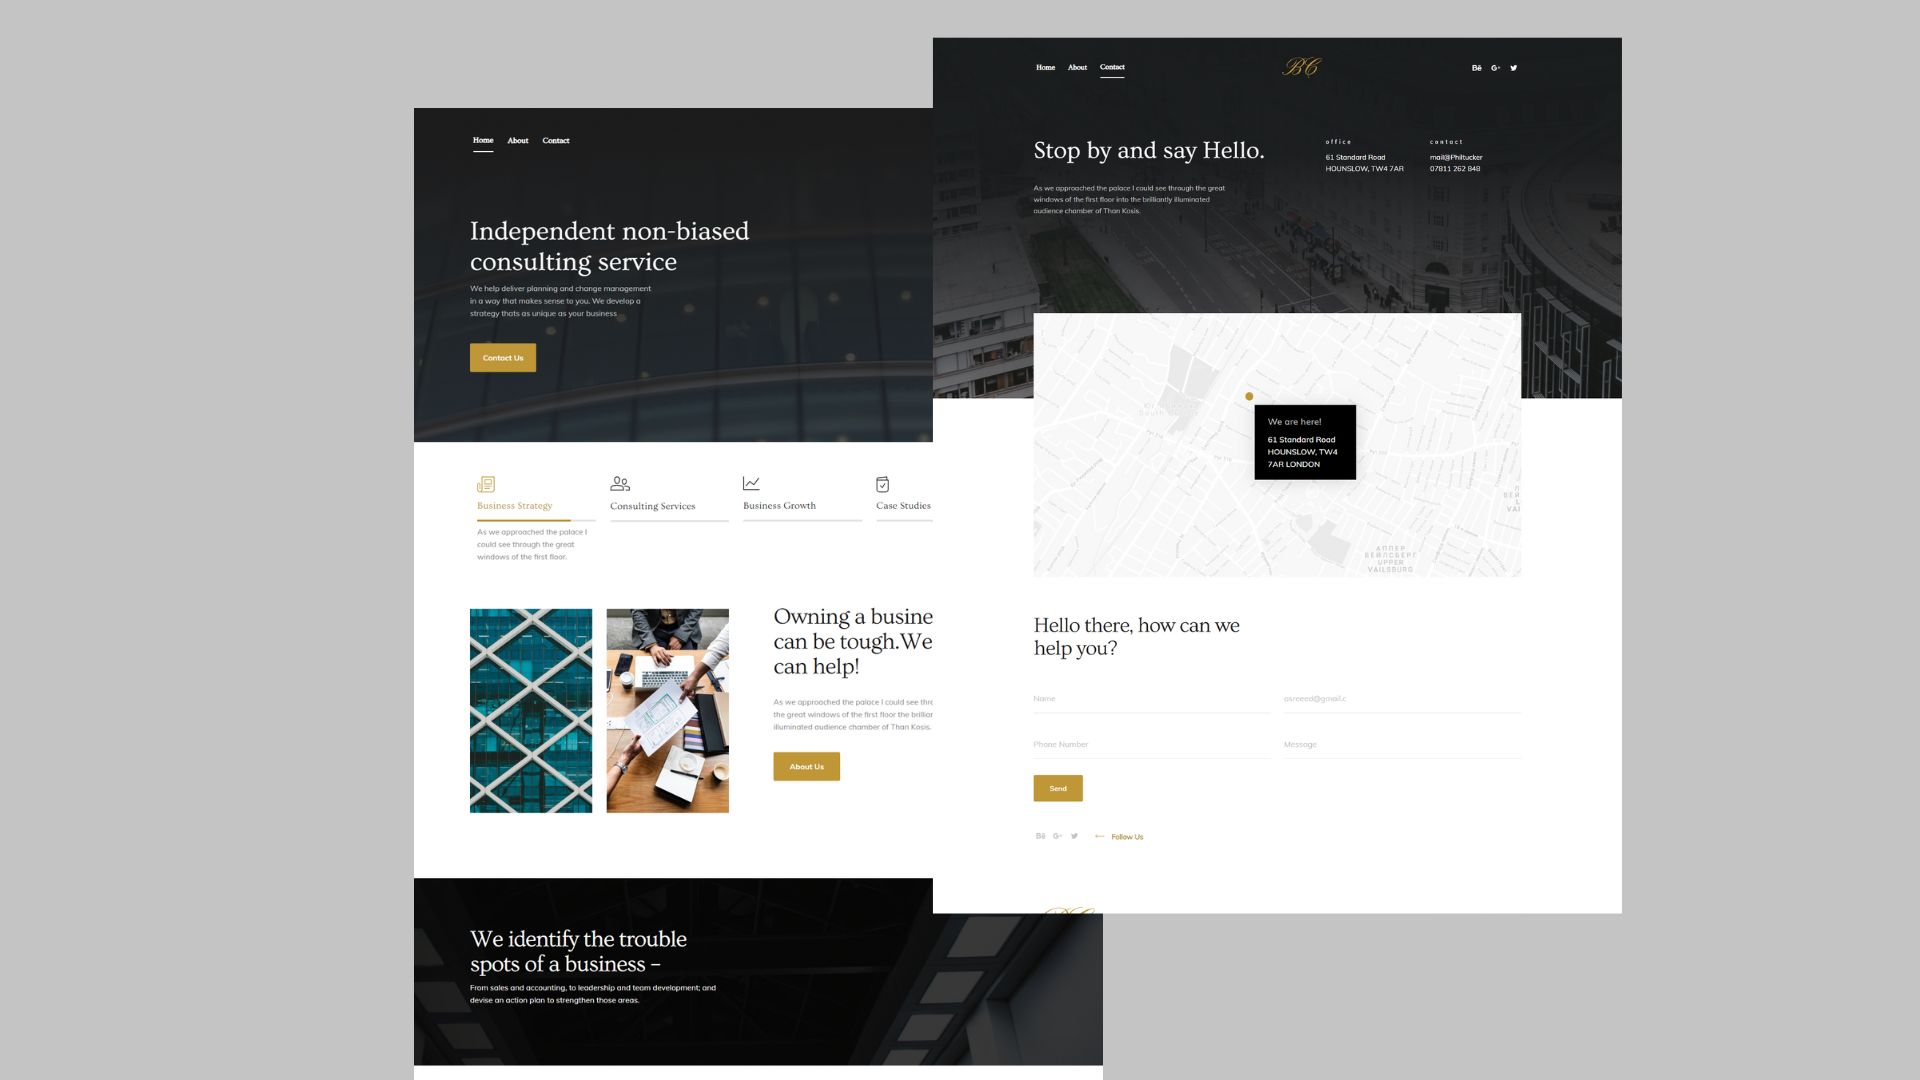 Home About Contact
Independent non-biased
consulting service
We help deliver planning and change management
in a way that makes sense to you. We develop a
strategy thats as unique as your business
Contact Us
Business Strategy
As we approached the palace I
could see through the great
windows of the first floor.
Consulting Services
Business Growth
Case Studies
Owning a busine
can be tough.We
can help!
As we approached the palace I could see thro
the great windows of the first floor the brilliar
illuminated audience chamber of Than Kosis.
About Us
We identify the trouble
spots of a business –
From sales and accounting, to leadership and team development; and
devise an action plan to strengthen those areas.
Home About Contact
BC
Bē G+
Stop by and say Hello.
As we approached the palace I could see through the great
windows of the first floor into the brilliantly illuminated
audience chamber of Than Kosis.
office
61 Standard Road
HOUNSLOW, TW4 7AR
contact
mail@Philtucker
07811 262 848
We are here!
61 Standard Road
HOUNSLOW, TW4
7AR LONDON
АППЕР
ВЕЙЛСБЕРГ
UPPER
VAILSBURG
Hello there, how can we
help you?
Name
asreeed@gmail.c
Phone Number
Message
Send
Bē G+
Follow Us